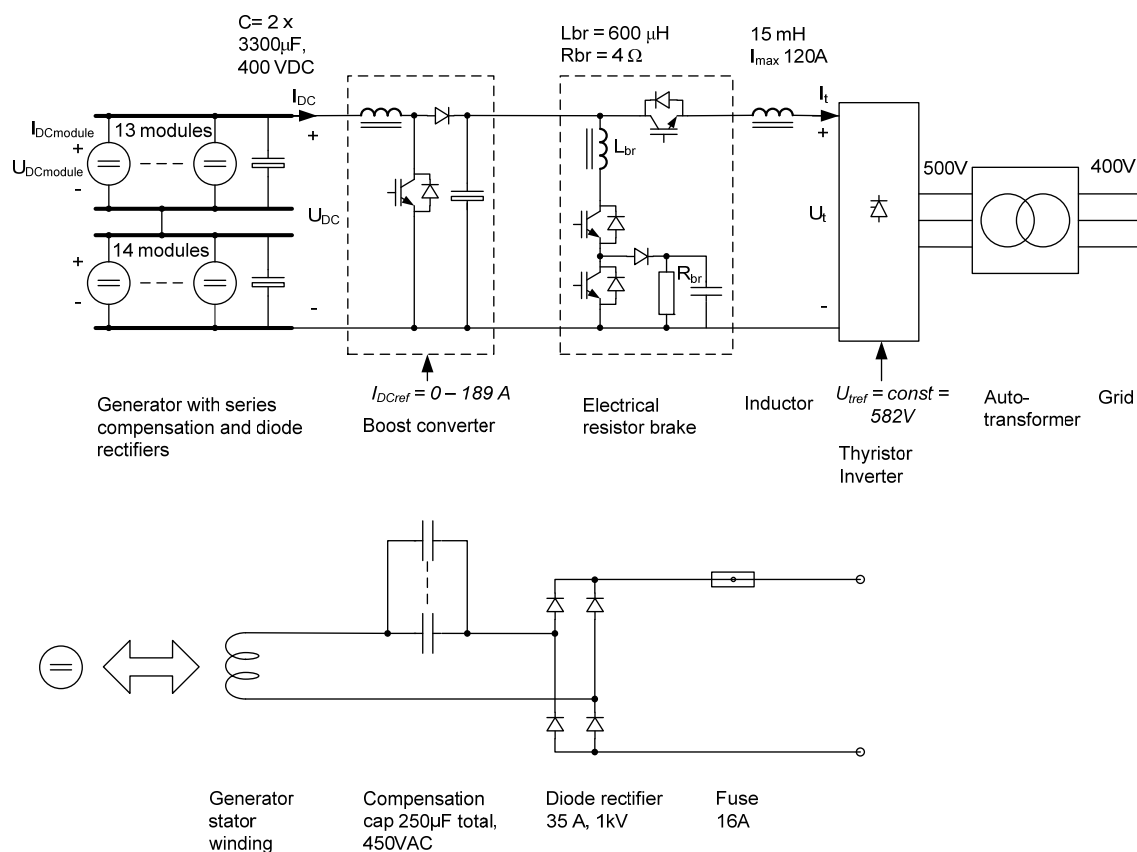 C= 2 x
3300μF,
400 VDC
Lbr = 600 μH
Rbr = 4 Ω
15 mH
Imax 120A
IDC
It
IDCmodule
13 modules
+
+
+
UDCmodule
-
Lbr
500V
400V
UDC
Ut
14 modules
+
-
Rbr
-
-
IDCref = 0 – 189 A
Utref = const =
582V
Generator with series
compensation and diode
rectifiers
Boost converter
Electrical
resistor brake
Inductor
Thyristor
Inverter
Auto-
transformer
Grid
Generator
stator
winding
Compensation
cap 250μF total,
450VAC
Diode rectifier
35 A, 1kV
Fuse
16A